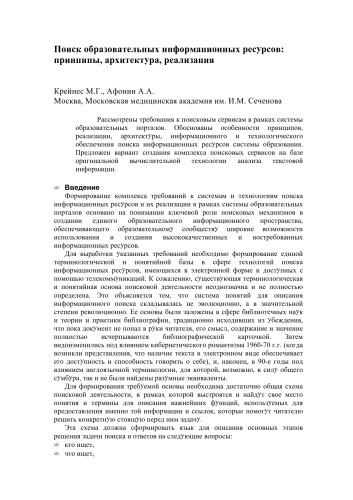 Поиск образовательных информационных ресурсов:
принципы, архитектура, реализация
Крейнес М.Г., Афонин А.А.
Москва, Московская медицинская академия им. И.М. Сеченова
Рассмотрены требования к поисковым сервисам в рамках системы
образовательных порталов. Обоснованы особенности принципов,
реализации, архитектуры, информационного и технологического
обеспечения поиска информационных ресурсов системы образования.
Предложен вариант создания комплекса поисковых сервисов на базе
оригинальной вычислительной технологии анализа текстовой
информации.
∞ Введение
Формирование комплекса требований к системам и технологиям поиска
информационных ресурсов и их реализации в рамках системы образовательных
порталов основано на понимании ключевой роли поисковых механизмов в
создании единого образовательного информационного пространства,
обеспечивающего образовательному сообществу широкие возможности
использования и создания высококачественных и востребованных
информационных ресурсов.
Для выработки указанных требований необходимо формирование единой
терминологической и понятийной базы в сфере технологий поиска
информационных ресурсов, имеющихся в электронной форме и доступных с
помощью телекоммуникаций. К сожалению, существующая терминологическая
и понятийная основа поисковой деятельности неоднозначна и не полностью
определена. Это объясняется тем, что система понятий для описания
информационного поиска складывалась не эволюционно, а в значительной
степени революционно. Ее основы были заложены в сфере библиотечных наук
и теории и практики библиографии, традиционно исходивших из убеждения,
что пока документ не попал в руки читателя, его смысл, содержание и значение
полностью исчерпываются библиографической карточкой. Затем
видоизменились под влиянием кибернетического романтизма 1960-70 г.г. (когда
возникли представления, что наличие текста в электронном виде обеспечивает
его доступность и способность говорить о себе), и, наконец, в 90-е годы под
влиянием англоязычной терминологии, для которой, возможно, в силу общего
сумбура, так и не были найдены разумные эквиваленты.
Для формирования требуемой основы необходима достаточно общая схема
поисковой деятельности, в рамках которой выстроятся и найдут свое место
понятия и термины для описания важнейших функций, используемых для
предоставления именно той информации и ссылок, которые помогут читателю
решить конкретную стоящую перед ним задачу.
Эта схема должна сформировать язык для описания основных этапов
решения задачи поиска и ответов на следующие вопросы:
∞ кто ищет,
∞ что ищет,